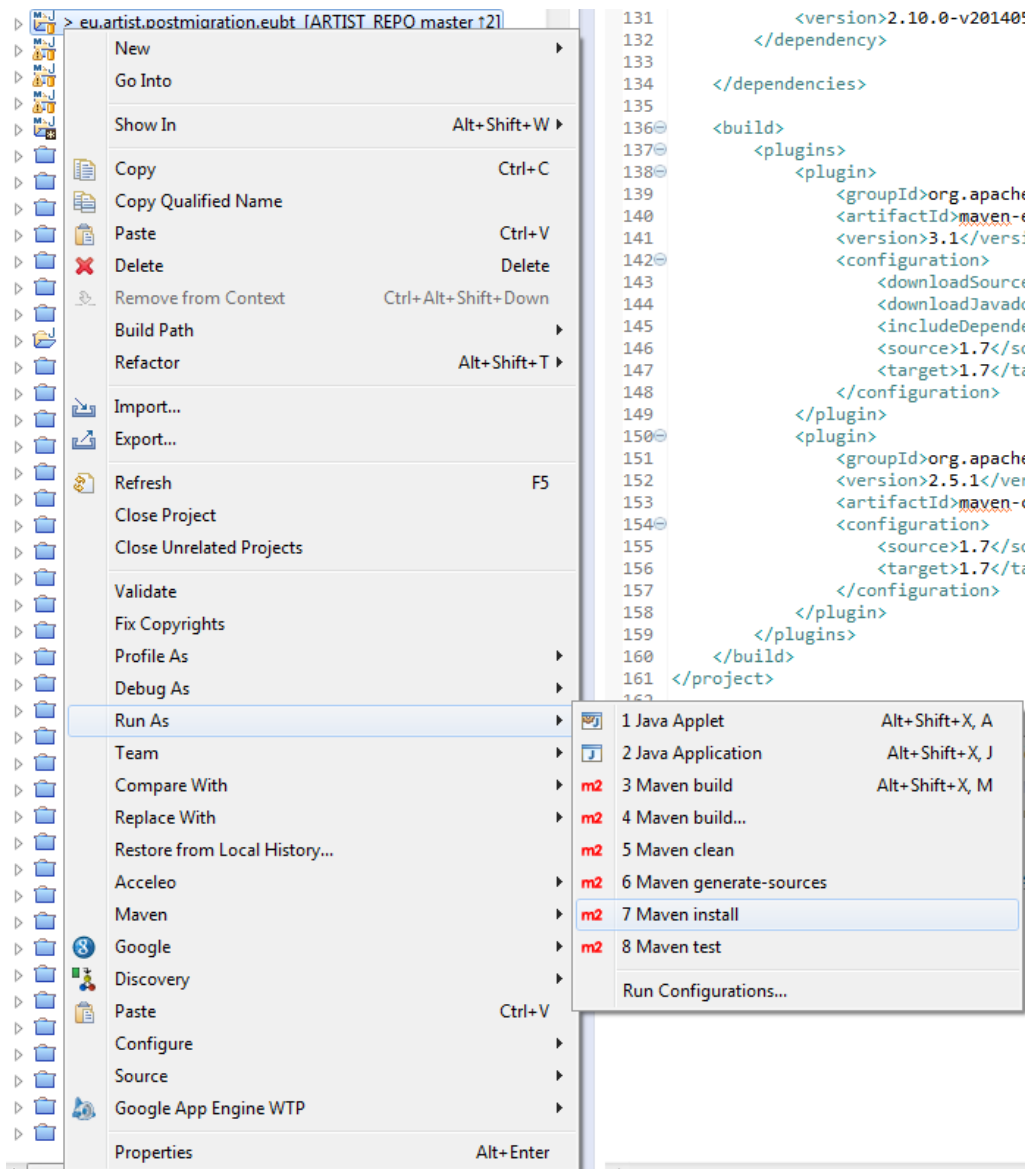 > eu.artist.postmigration.eubt [ARTIST_REPO master ↑2]
New
Go Into
Show In Alt+Shift+W
Copy Ctrl+C
Copy Qualified Name
Paste Ctrl+V
Delete Delete
Remove from Context Ctrl+Alt+Shift+Down
Build Path
Refactor Alt+Shift+T
Import...
Export...
Refresh F5
Close Project
Close Unrelated Projects
Validate
Fix Copyrights
Profile As
Debug As
Run As
Team
Compare With
Replace With
Restore from Local History...
Acceleo
Maven
Google
Discovery
Paste Ctrl+V
Configure
Source
Google App Engine WTP
Properties Alt+Enter
131 <version>2.10.0-v201405
132 </dependency>
133
134 </dependencies>
135
136 <build>
137 <plugins>
138 <plugin>
139 <groupId>org.apache
140 <artifactId>maven-e
141 <version>3.1</versi
142 <configuration>
143 <downloadSource
144 <downloadJavado
145 <includeDepende
146 <source>1.7</so
147 <target>1.7</ta
148 </configuration>
149 </plugin>
150 <plugin>
151 <groupId>org.apache
152 <version>2.5.1</ver
153 <artifactId>maven-c
154 <configuration>
155 <source>1.7</so
156 <target>1.7</ta
157 </configuration>
158 </plugin>
159 </plugins>
160 </build>
161 </project>
1 Java Applet Alt+Shift+X, A
2 Java Application Alt+Shift+X, J
m2 3 Maven build Alt+Shift+X, M
m2 4 Maven build...
m2 5 Maven clean
m2 6 Maven generate-sources
m2 7 Maven install
m2 8 Maven test
Run Configurations...